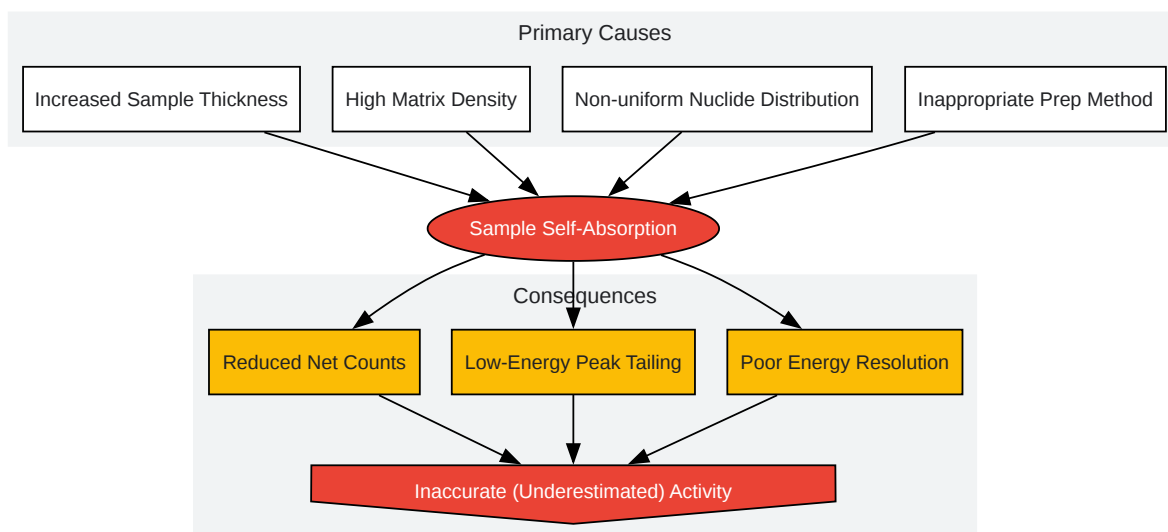 Primary Causes
Increased Sample Thickness
High Matrix Density
Non-uniform Nuclide Distribution
Inappropriate Prep Method
Sample Self-Absorption
Consequences
Reduced Net Counts
Low-Energy Peak Tailing
Poor Energy Resolution
Inaccurate (Underestimated) Activity